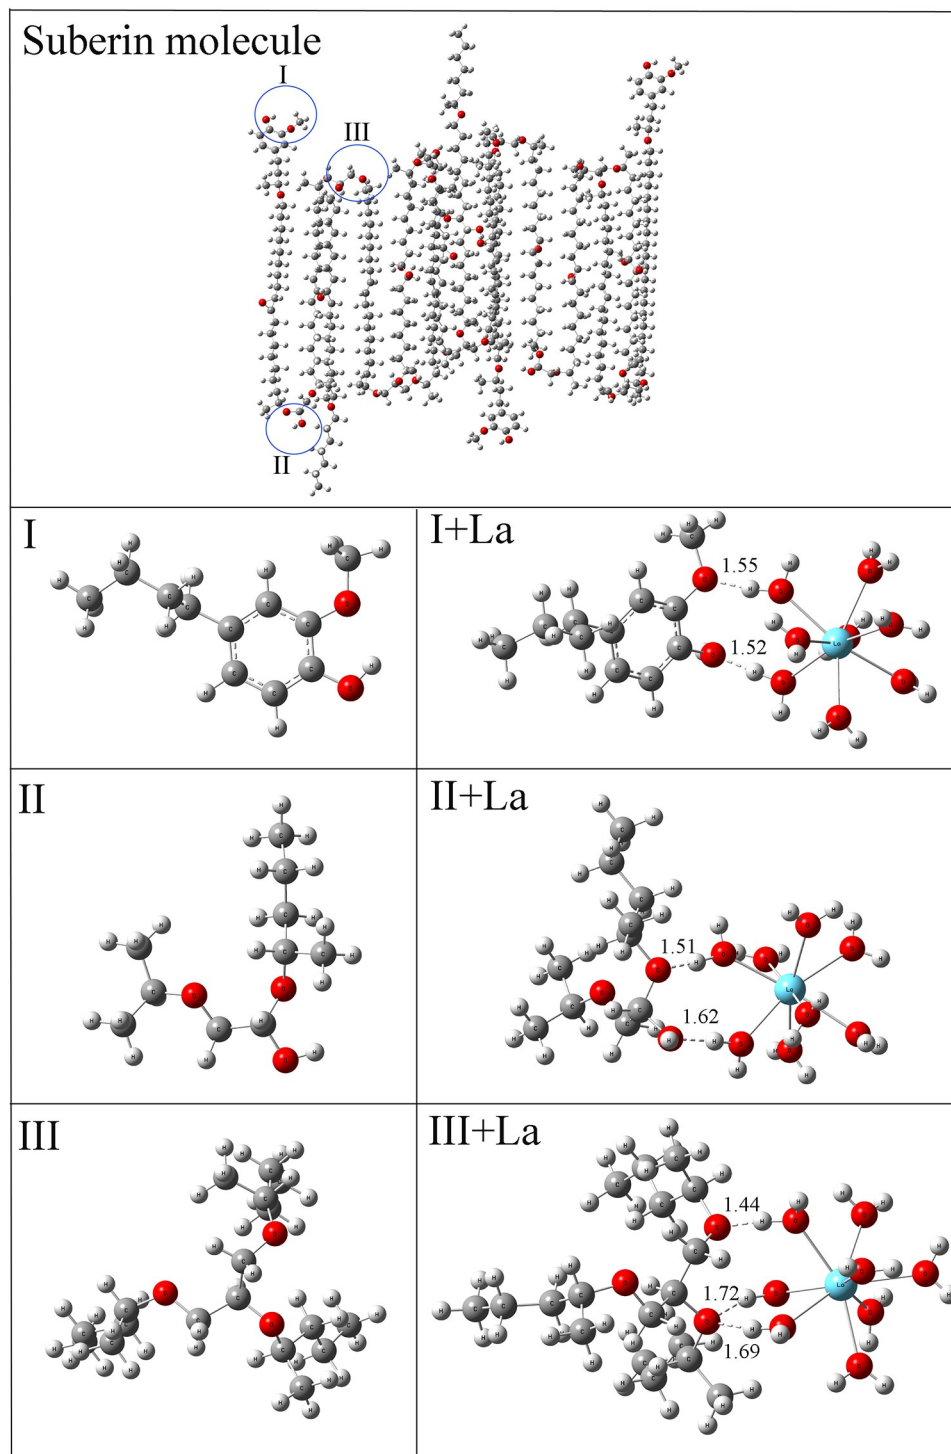 Suberin molecule
I
III
II
I
I+La
1.55
1.52
II
II+La
1.51
1.62
III
III+La
1.44
1.72
1.69